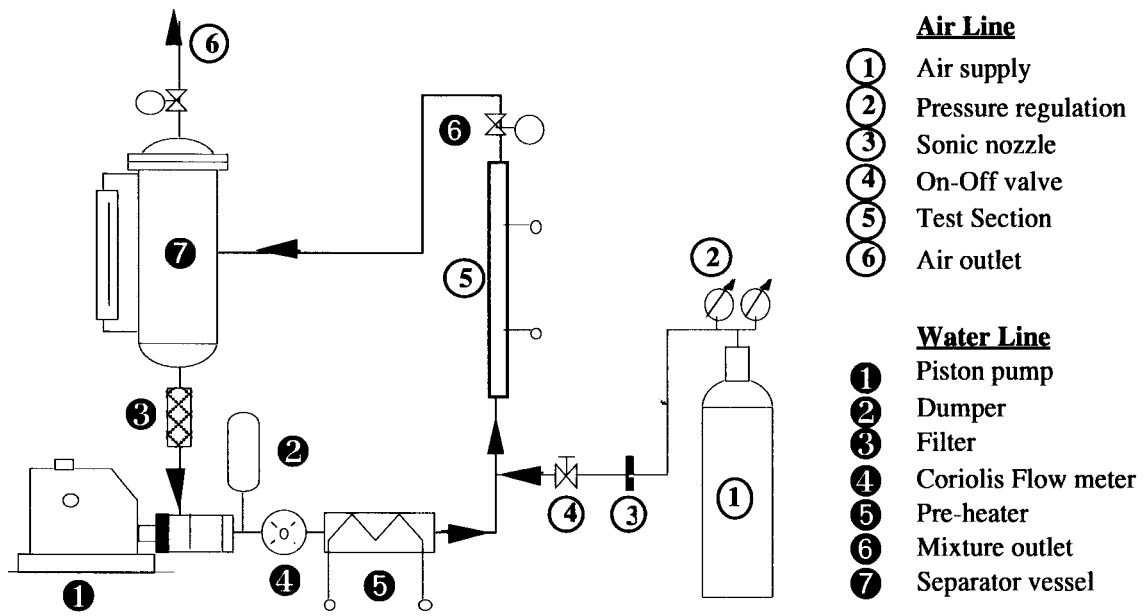 6
6
7
5
2
3
2
4
3
1
1
4
5
Air Line
1 Air supply
2 Pressure regulation
3 Sonic nozzle
4 On-Off valve
5 Test Section
6 Air outlet
Water Line
1 Piston pump
2 Dumper
3 Filter
4 Coriolis Flow meter
5 Pre-heater
6 Mixture outlet
7 Separator vessel